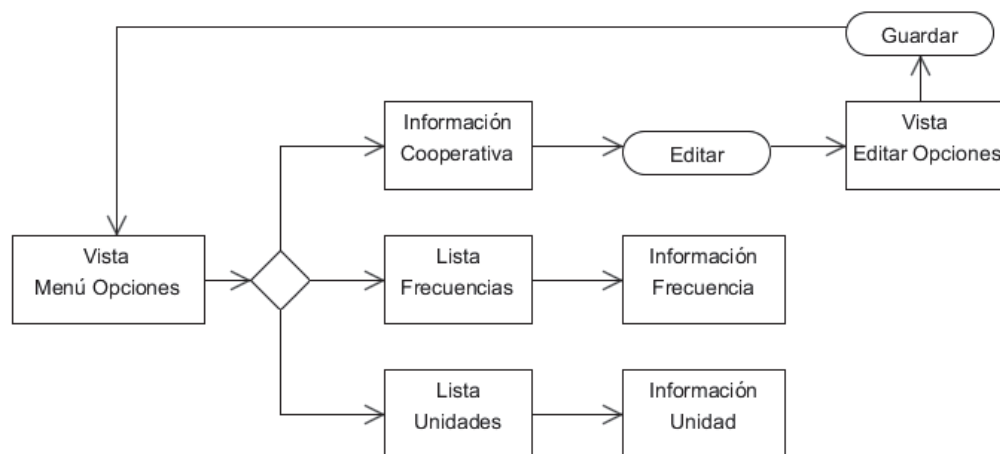 Guardar
Información
Cooperativa
Editar
Vista
Editar Opciones
Vista
Menú Opciones
Lista
Frecuencias
Información
Frecuencia
Lista
Unidades
Información
Unidad